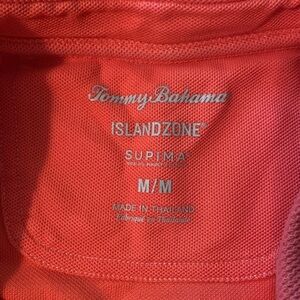 Tommy Bahama
ISLANDZONE®
SUPIMA®
M/M
MADE IN THAILAND
Fabriqué en Thaïlande